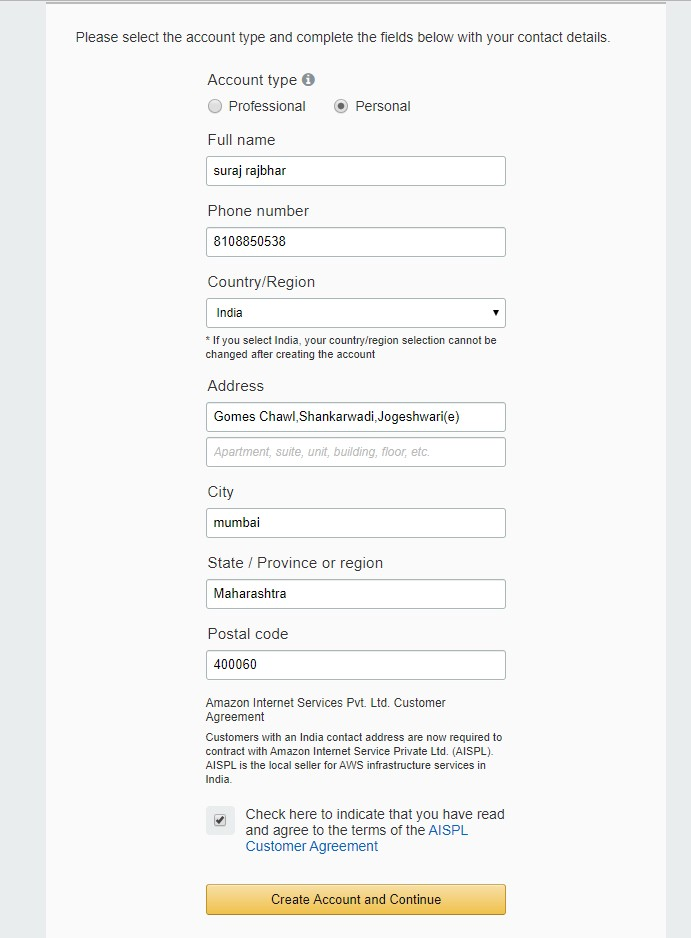 Please select the account type and complete the fields below with your contact details.
Account type
Professional Personal
Full name
suraj rajbhar
Phone number
8108850538
Country/Region
India
* If you select India, your country/region selection cannot be
changed after creating the account
Address
Gomes Chawl,Shankarwadi,Jogeshwari(e)
Apartment, suite, unit, building, floor, etc.
City
mumbai
State / Province or region
Maharashtra
Postal code
400060
Amazon Internet Services Pvt. Ltd. Customer
Agreement
Customers with an India contact address are now required to
contract with Amazon Internet Service Private Ltd. (AISPL).
AISPL is the local seller for AWS infrastructure services in
India.
Check here to indicate that you have read
and agree to the terms of the AISPL
Customer Agreement
Create Account and Continue